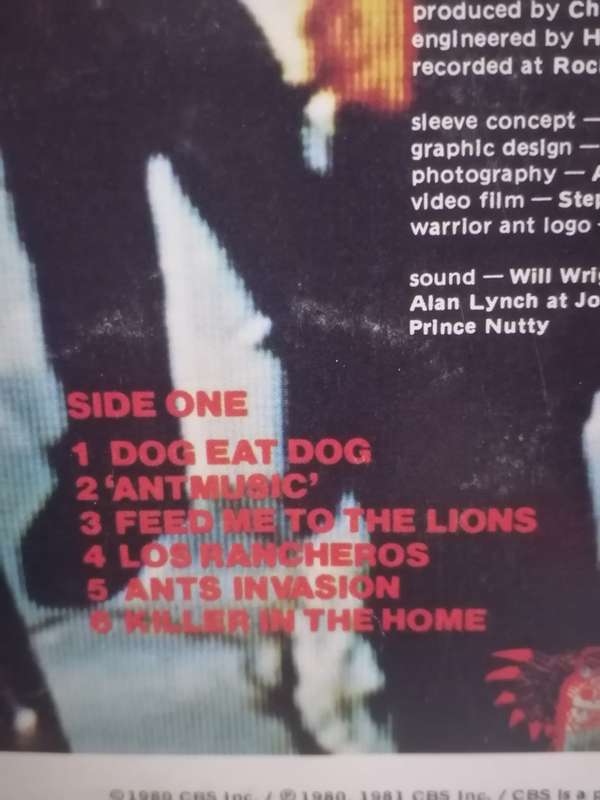 produced by Ch
engineered by H
recorded at Roc
sleeve concept —
graphic design —
photography — A
video film — Step
warrior ant logo -
sound — Will Wrig
Alan Lynch at Jo
Prince Nutty
SIDE ONE
1 DOG EAT DOG
2 ‘ANTMUSIC’
3 FEED ME TO THE LIONS
4 LOS RANCHEROS
5 ANTS INVASION
6 KILLER IN THE HOME
©1980 CBS Inc. / ℗ 1980, 1981 CBS Inc. / CBS is a